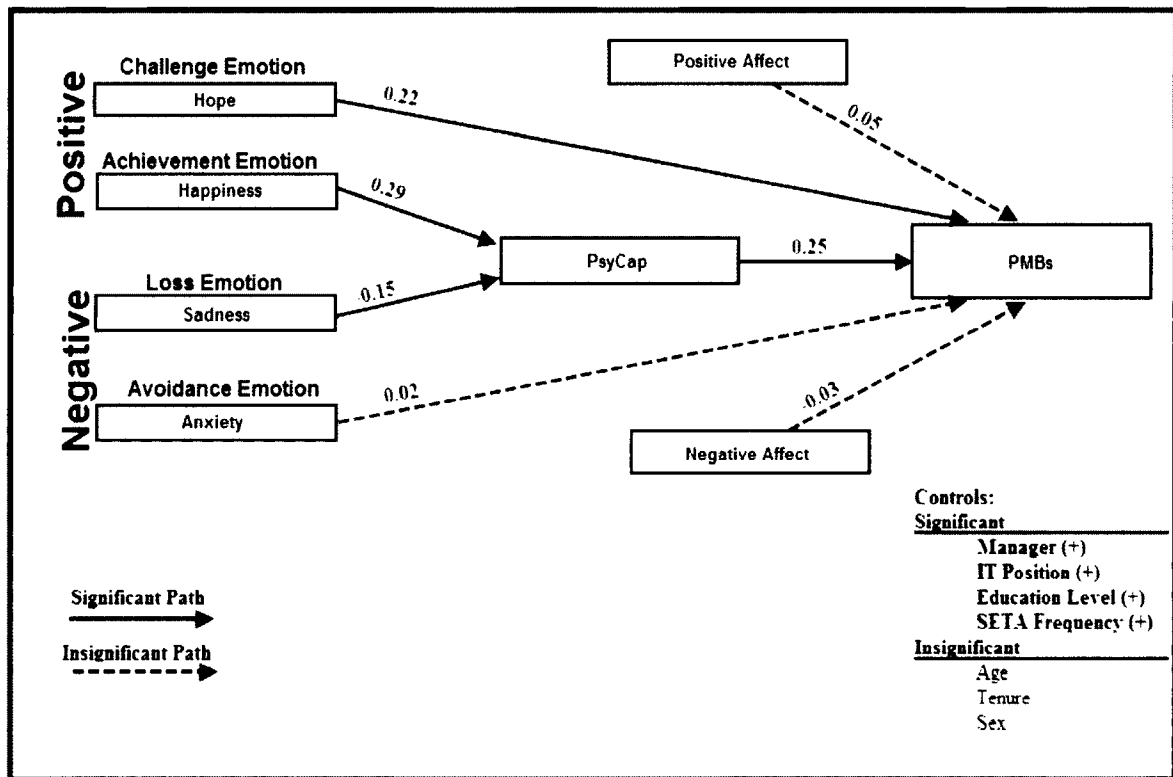 Positive
Challenge Emotion
Hope
0.22
Positive Affect
0.05
Achievement Emotion
Happiness
0.29
PsyCap
0.25
PMBs
Negative
Loss Emotion
Sadness
-0.15
Avoidance Emotion
Anxiety
0.02
-0.03
Negative Affect
Controls:
Significant
Manager (+)
IT Position (+)
Education Level (+)
SETA Frequency (+)
Insignificant
Age
Tenure
Sex
Significant Path
Insignificant Path